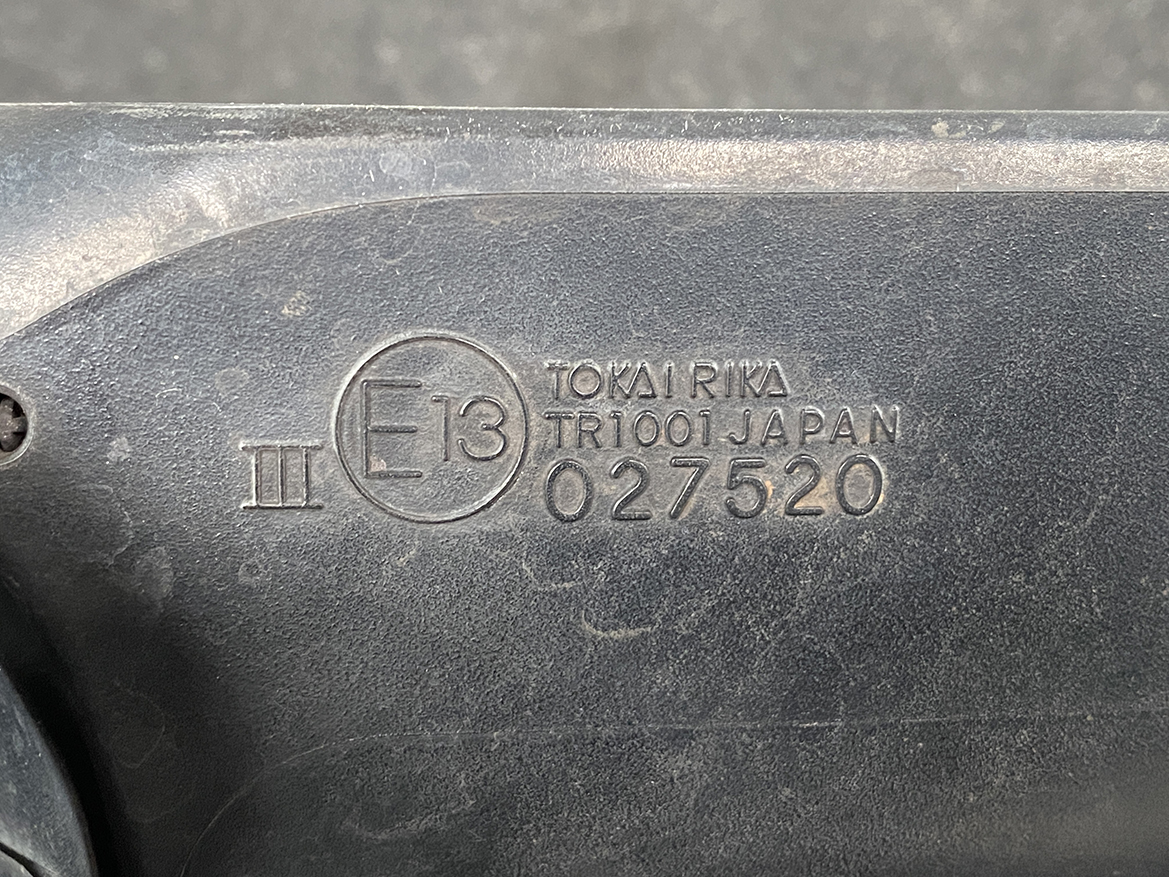 III E13
TOKAI RIKA
TR1001 JAPAN
027520